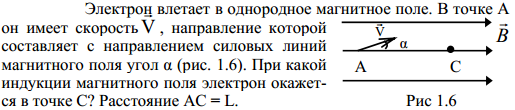 Электрон влетает в однородное магнитное поле. В точке А
он имеет скорость V⃗, направление которой
составляет с направлением силовых линий
магнитного поля угол α (рис. 1.6). При какой
индукции магнитного поля электрон окажет-
ся в точке С? Расстояние АС = L.
V⃗
α
B⃗
А
С
Рис 1.6